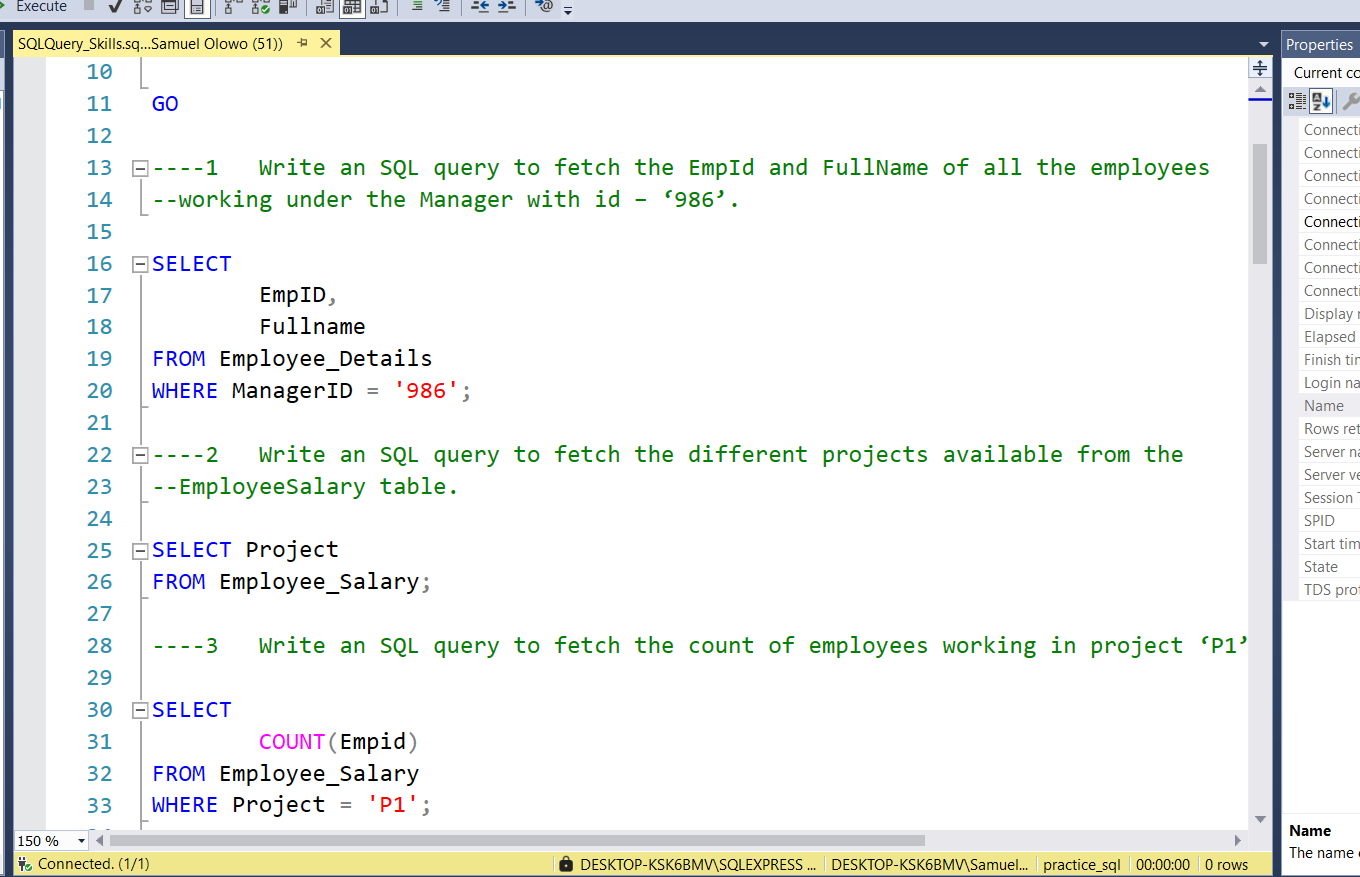 Execute
SQLQuery_Skills.sq...Samuel Olowo (51))
Properties
Current co
10
11 GO
12
13 ----1 Write an SQL query to fetch the EmpId and FullName of all the employees
14 --working under the Manager with id – ‘986’.
15
16 SELECT
17 EmpID,
18 Fullname
19 FROM Employee_Details
20 WHERE ManagerID = '986';
21
22 ----2 Write an SQL query to fetch the different projects available from the
23 --EmployeeSalary table.
24
25 SELECT Project
26 FROM Employee_Salary;
27
28 ----3 Write an SQL query to fetch the count of employees working in project ‘P1’
29
30 SELECT
31 COUNT(Empid)
32 FROM Employee_Salary
33 WHERE Project = 'P1';
150 %
Connected. (1/1)
DESKTOP-KSK6BMV\SQLEXPRESS ...
DESKTOP-KSK6BMV\Samuel...
practice_sql
00:00:00
0 rows
Connecti
Connecti
Connecti
Connecti
Connecti
Connecti
Connecti
Connecti
Display r
Elapsed
Finish tin
Login na
Name
Rows ret
Server na
Server ve
Session T
SPID
Start tim
State
TDS prot
Name
The name o